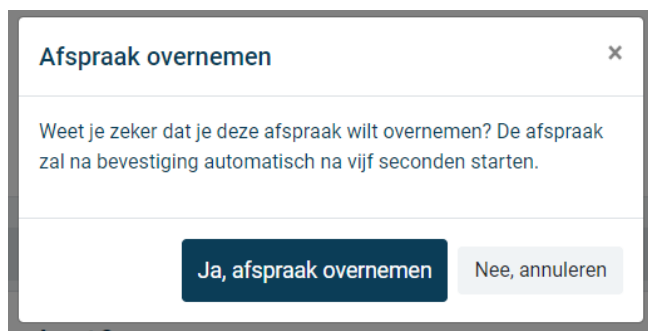 Afspraak overnemen ×
Weet je zeker dat je deze afspraak wilt overnemen? De afspraak
zal na bevestiging automatisch na vijf seconden starten.
Ja, afspraak overnemen Nee, annuleren